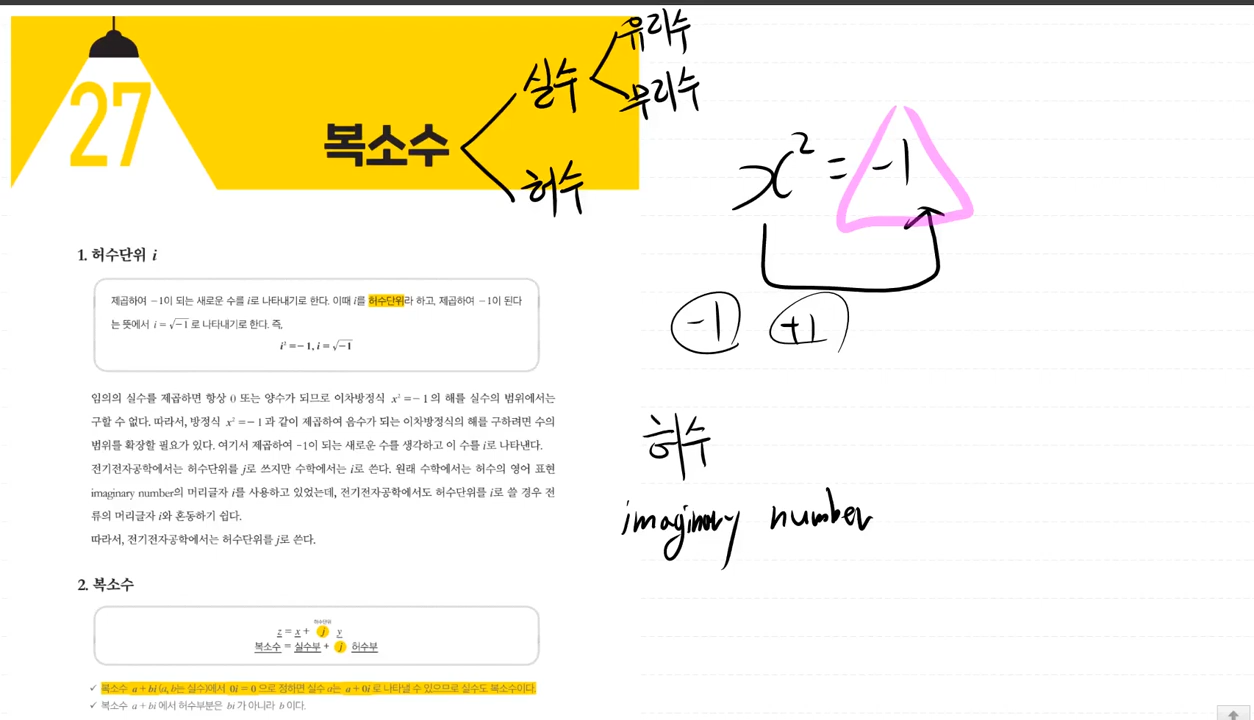 27
복소수
실수
유리수
무리수
허수
1. 허수단위 i
제곱하여 −1이 되는 새로운 수를 i로 나타내기로 한다. 이때 i를 허수단위라 하고, 제곱하여 −1이 된다
는 뜻에서 i = √−1 로 나타내기로 한다. 즉,
i² = −1, i = √−1
임의의 실수를 제곱하면 항상 0 또는 양수가 되므로 이차방정식 x² = −1 의 해를 실수의 범위에서는
구할 수 없다. 따라서, 방정식 x² = −1 과 같이 제곱하여 음수가 되는 이차방정식의 해를 구하려면 수의
범위를 확장할 필요가 있다. 여기서 제곱하여 −1이 되는 새로운 수를 생각하고 이 수를 i로 나타낸다.
전기전자공학에서는 허수단위를 j로 쓰지만 수학에서는 i로 쓴다. 원래 수학에서는 허수의 영어 표현
imaginary number의 머리글자 i를 사용하고 있었는데, 전기전자공학에서도 허수단위를 i로 쓸 경우 전
류의 머리글자 i와 혼동하기 쉽다.
따라서, 전기전자공학에서는 허수단위를 j로 쓴다.
2. 복소수
허수단위
z = x + j y
복소수 = 실수부 + j 허수부
✓ 복소수 a + bi (a, b는 실수)에서 0i = 0 으로 정하면 실수 a는 a + 0i 로 나타낼 수 있으므로 실수도 복소수이다.
✓ 복소수 a + bi 에서 허수부분은 bi 가 아니라 b 이다.
x² = −1
−1 +1
허수
imaginary number